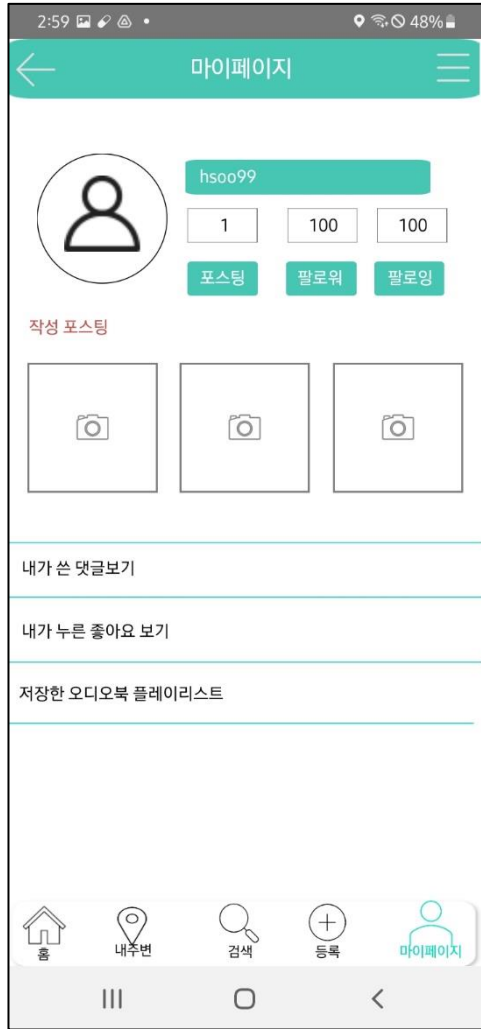 2:59 48%
마이페이지
hsoo99
1 100 100
포스팅 팔로워 팔로잉
작성 포스팅
내가 쓴 댓글보기
내가 누른 좋아요 보기
저장한 오디오북 플레이리스트
홈 내주변 검색 등록 마이페이지